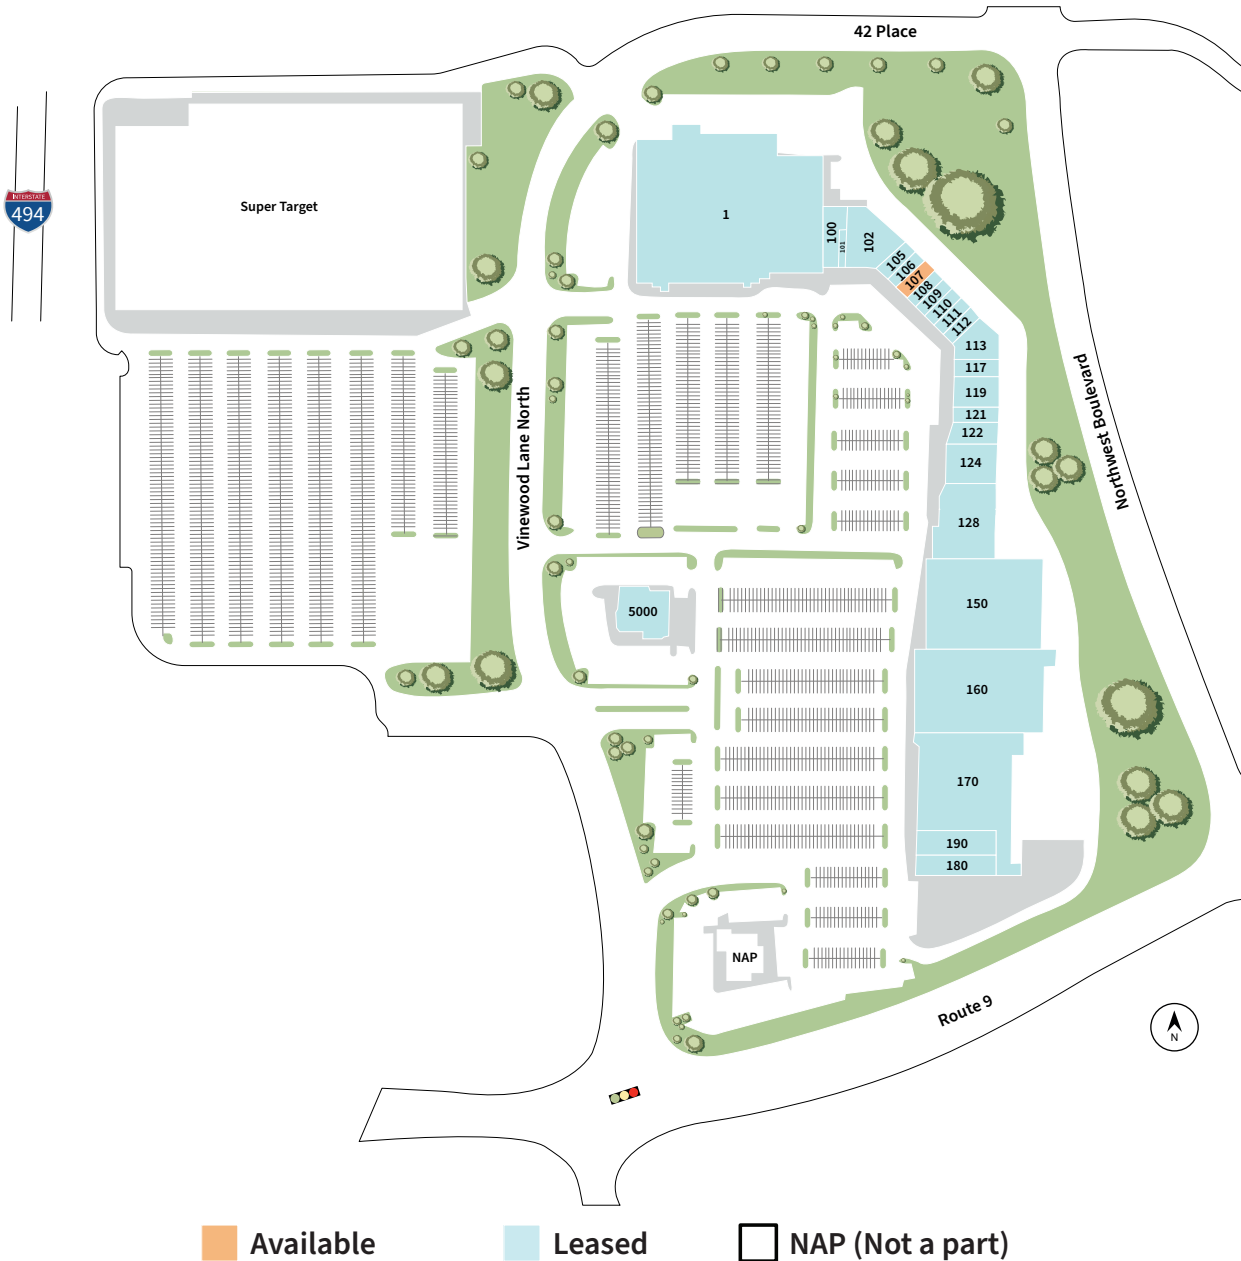 42 Place
INTERSTATE
494
Super Target
1
100
101
102
105
106
107
108
109
110
111
112
113
117
119
121
122
124
128
Vinewood Lane North
Northwest Boulevard
5000
150
160
170
190
180
NAP
Route 9
N
Available
Leased
NAP (Not a part)